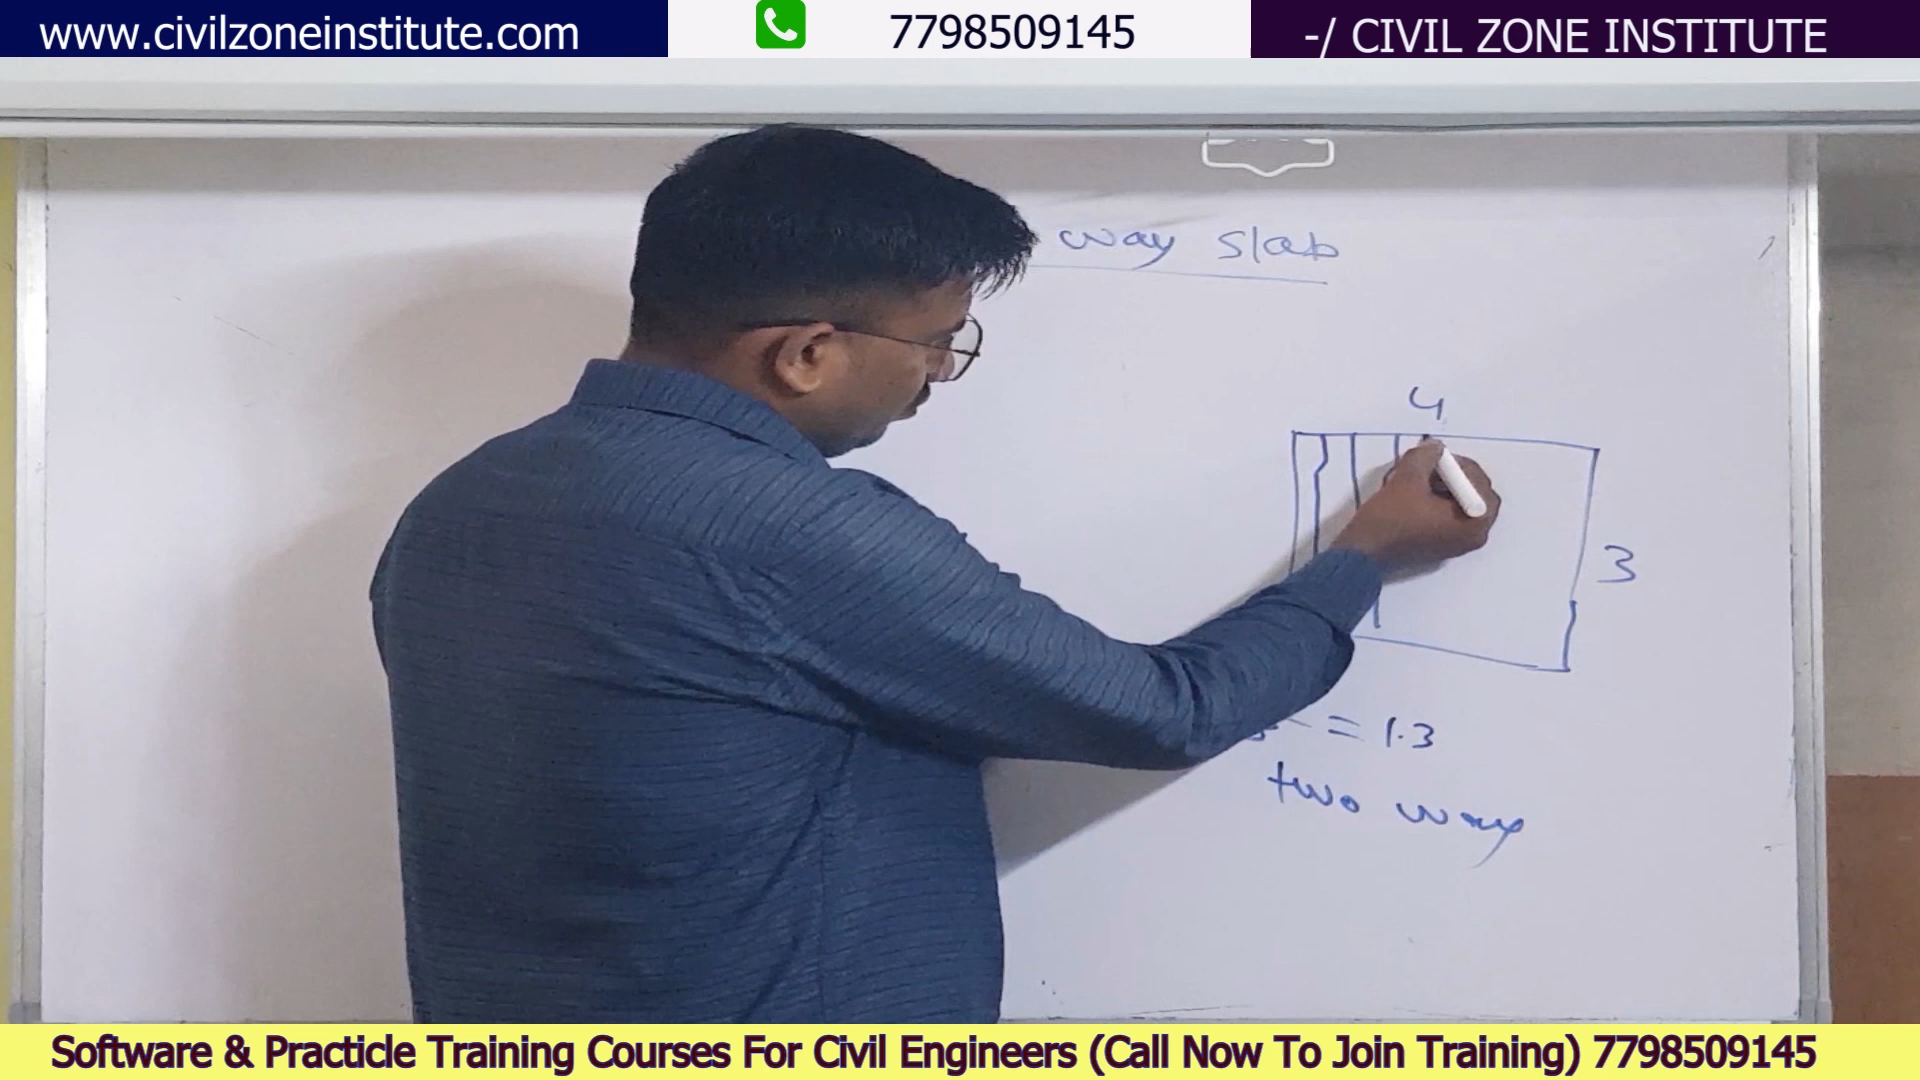 www.civilzoneinstitute.com
7798509145
-/ CIVIL ZONE INSTITUTE
way slab
4
3
= 1.3
two way
Software & Practicle Training Courses For Civil Engineers (Call Now To Join Training) 7798509145